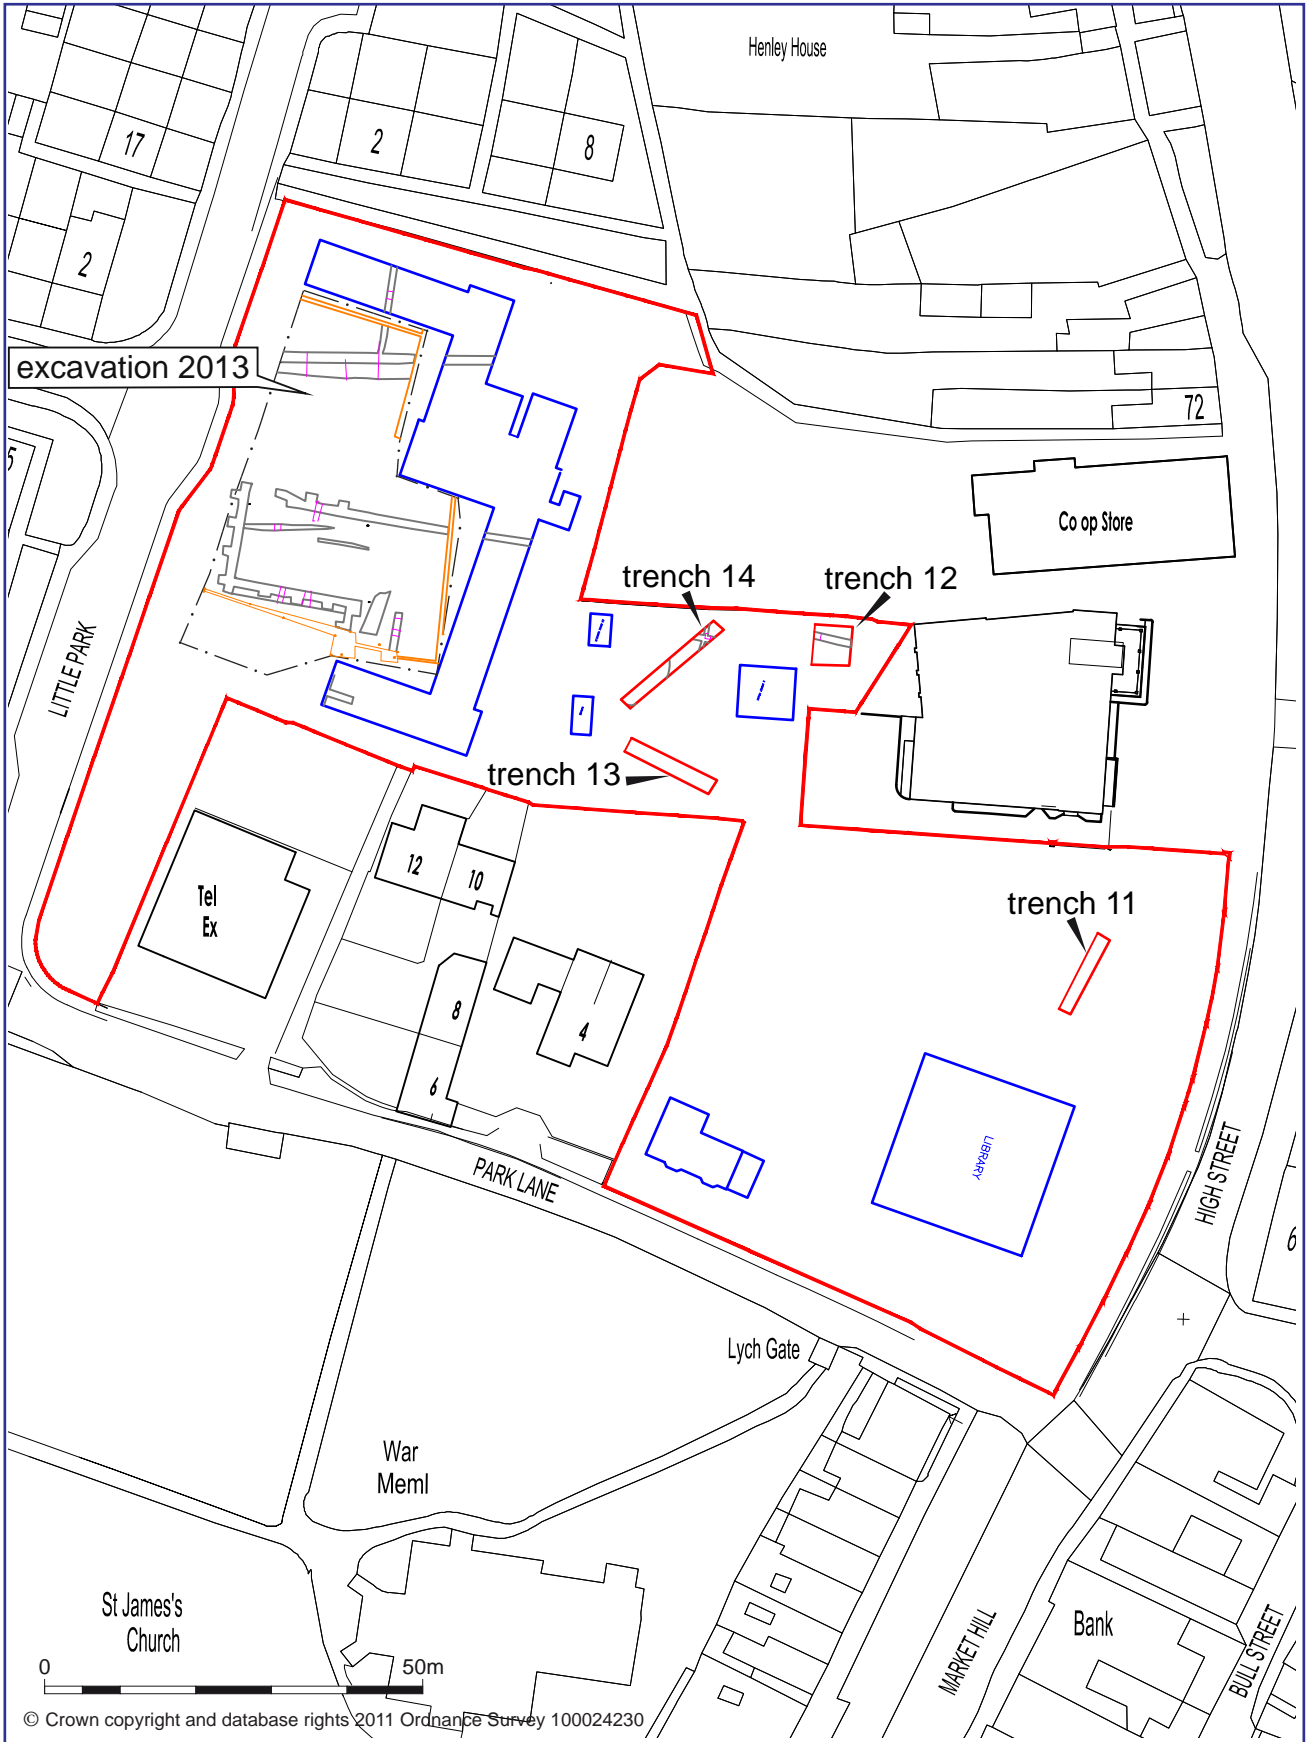 Henley House
17
2
8
2
excavation 2013
72
5
Co op Store
trench 14
trench 12
LITTLE PARK
trench 13
12
10
Tel
Ex
trench 11
8
4
6
LIBRARY
PARK LANE
HIGH STREET
6
Lych Gate
War
Meml
St James's
Church
MARKET HILL
Bank
BULL STREET
0
50m
© Crown copyright and database rights 2011 Ordnance Survey 100024230